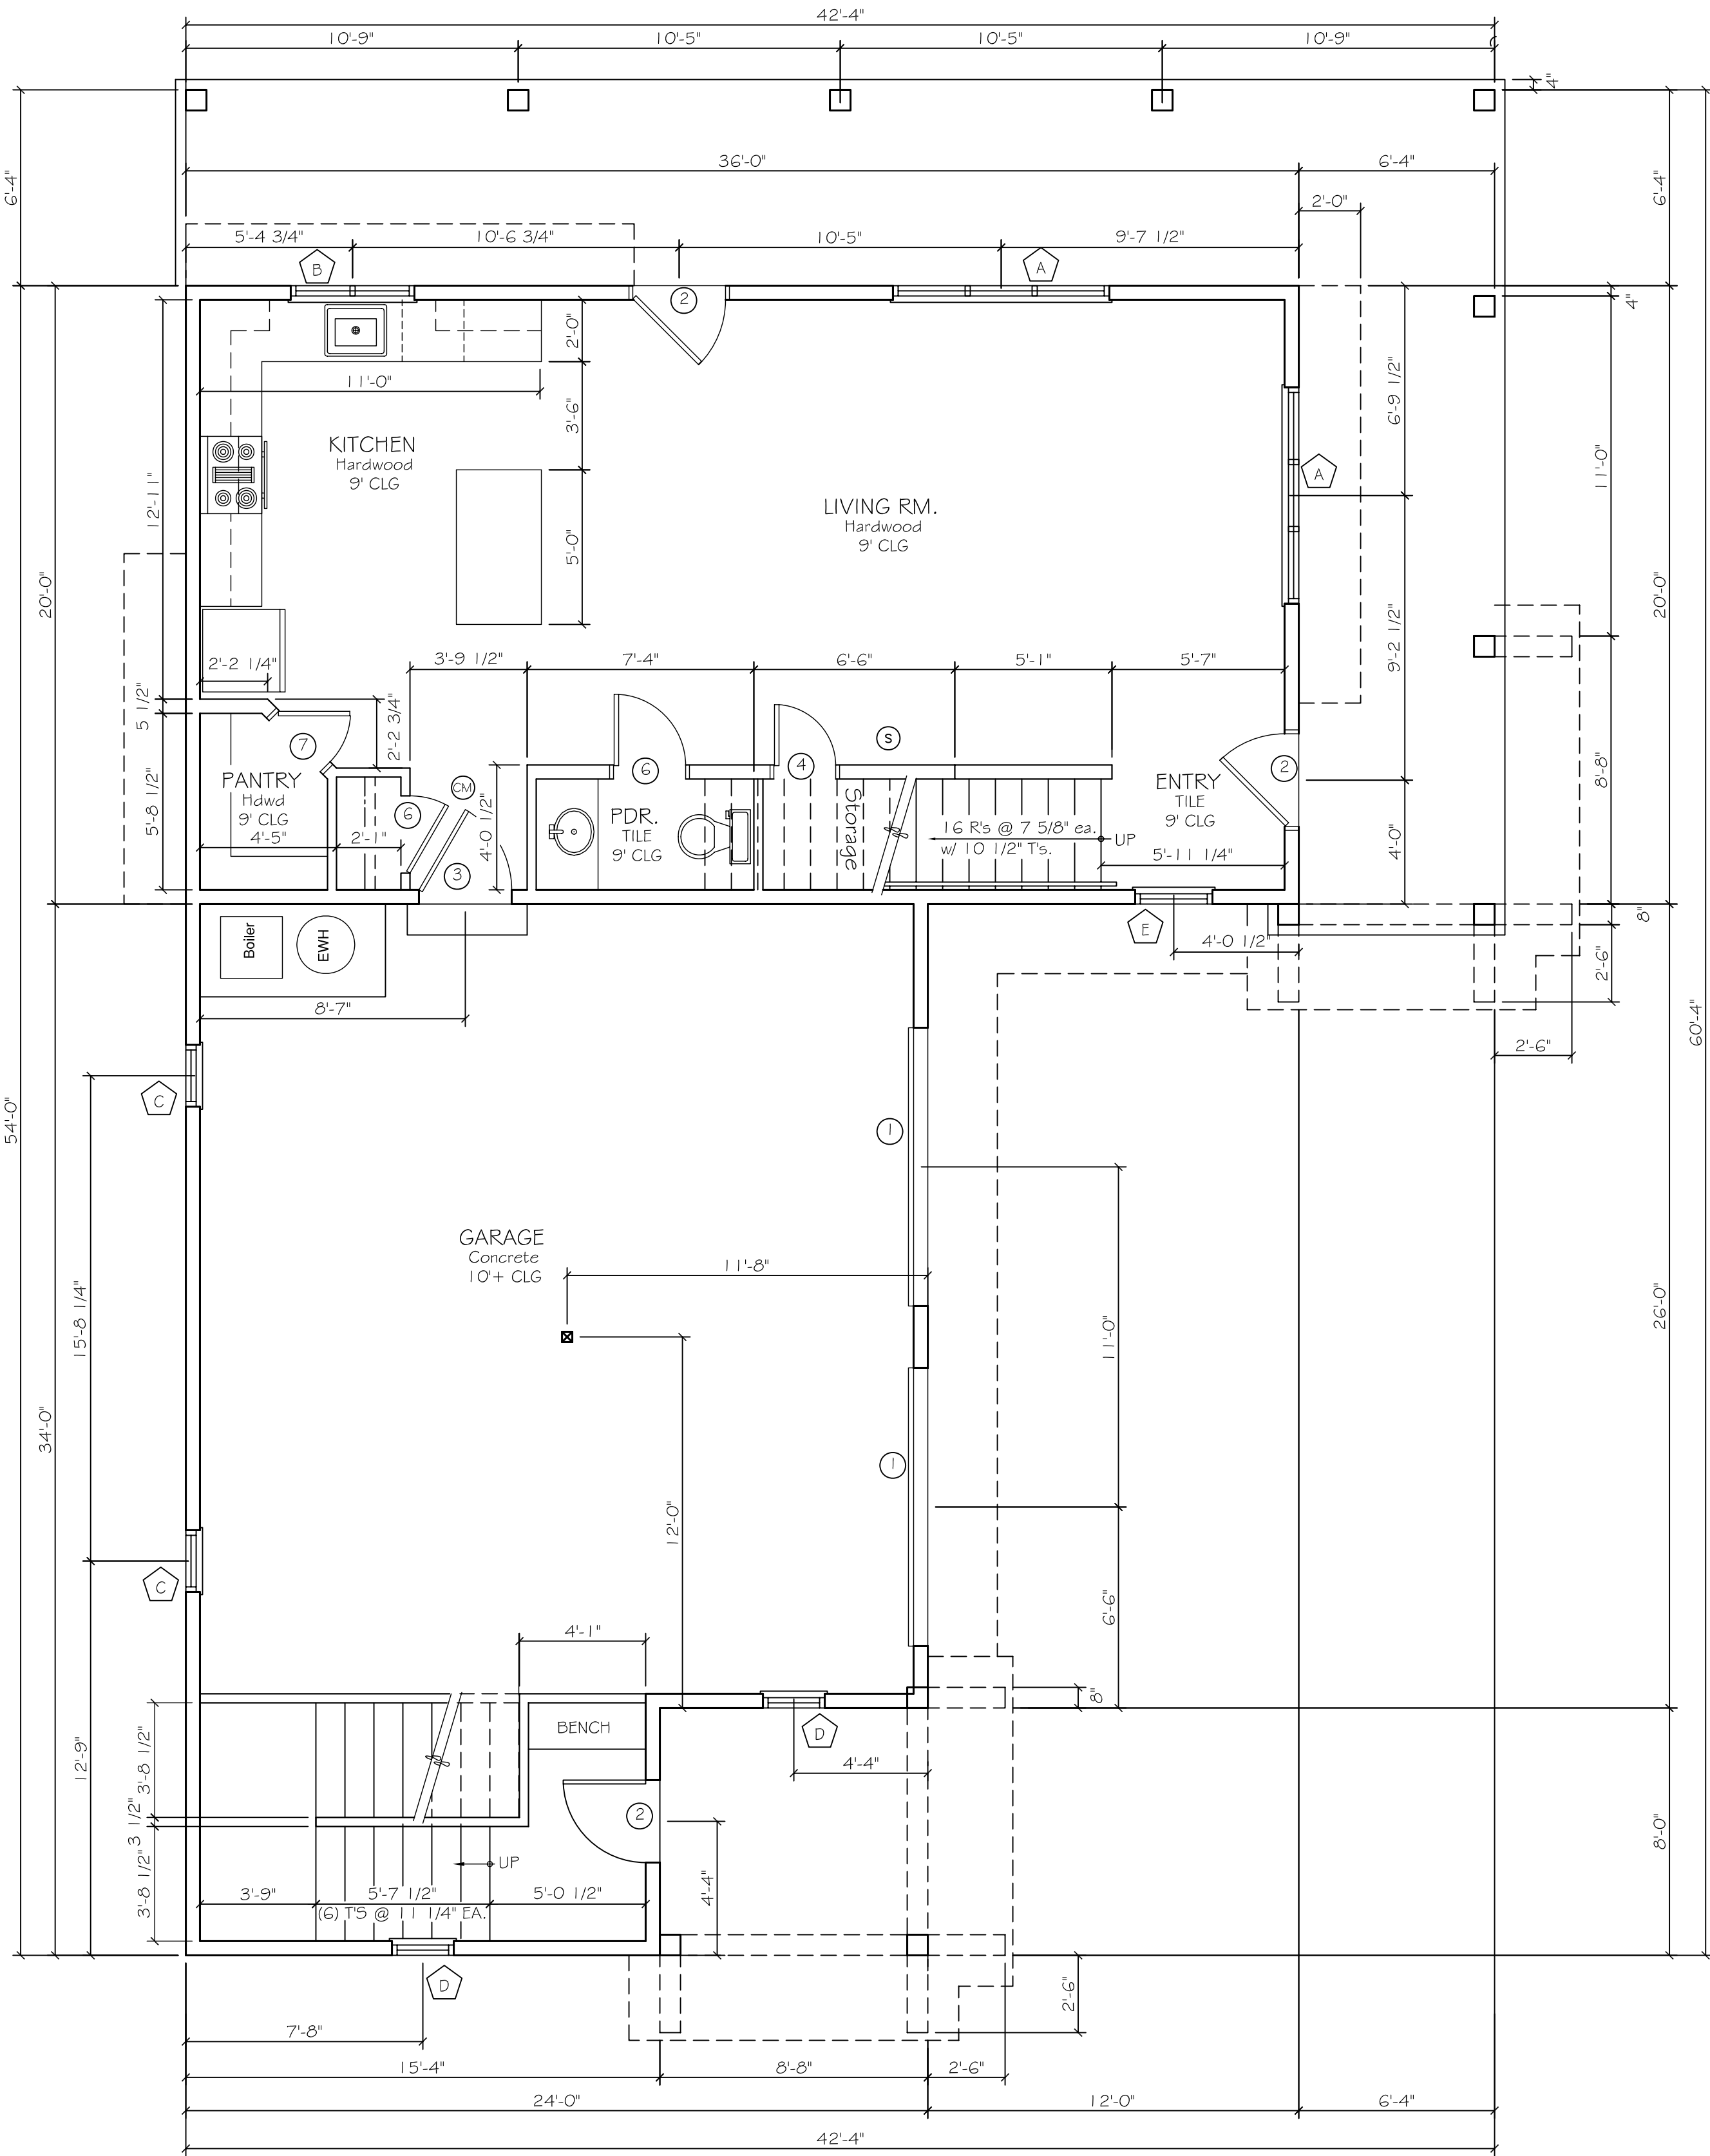 42'-4"
10'-9"
10'-5"
10'-5"
10'-9"
4"
6'-4"
36'-0"
6'-4"
6'-4"
2'-0"
5'-4 3/4"
10'-6 3/4"
10'-5"
9'-7 1/2"
B
A
2
4"
2'-0"
11'-0"
3'-6"
6'-9 1/2"
KITCHEN
Hardwood
9' CLG
A
11'-0"
12'-11"
LIVING RM.
Hardwood
9' CLG
5'-0"
20'-0"
20'-0"
9'-2 1/2"
2'-2 1/4"
3'-9 1/2"
7'-4"
6'-6"
5'-1"
5'-7"
5 1/2"
2'-2 3/4"
7
S
6
4
2
8'-8"
PANTRY
Hdwd
9' CLG
CM
6
ENTRY
TILE
9' CLG
5'-8 1/2"
4'-5"
2'-1"
4'-0 1/2"
PDR.
TILE
9' CLG
Storage
16 R's @ 7 5/8" ea.
w/ 10 1/2" T's.
UP
4'-0"
5'-11 1/4"
3
8"
E
4'-0 1/2"
Boiler
EWH
2'-6"
8'-7"
2'-6"
60'-4"
C
54'-0"
1
GARAGE
Concrete
10'+ CLG
11'-8"
15'-8 1/4"
11'-0"
26'-0"
34'-0"
1
12'-0"
C
6'-6"
4'-1"
8"
BENCH
D
12'-9"
3'-8 1/2"
4'-4"
2
3 1/2"
8'-0"
UP
3'-8 1/2"
3'-9"
5'-7 1/2"
5'-0 1/2"
4'-4"
(6) T'S @ 11 1/4" EA.
D
2'-6"
7'-8"
15'-4"
8'-8"
2'-6"
24'-0"
12'-0"
6'-4"
42'-4"